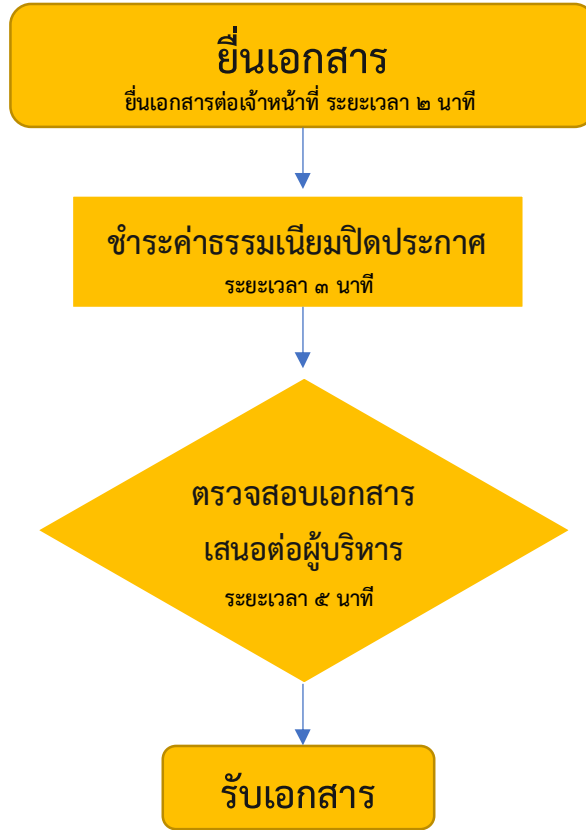 ยื่นเอกสาร
ยื่นเอกสารต่อเจ้าหน้าที่ ระยะเวลา ๒ นาที
ชำระค่าธรรมเนียมปิดประกาศ
ระยะเวลา ๓ นาที
ตรวจสอบเอกสาร
เสนอต่อผู้บริหาร
ระยะเวลา ๕ นาที
รับเอกสาร